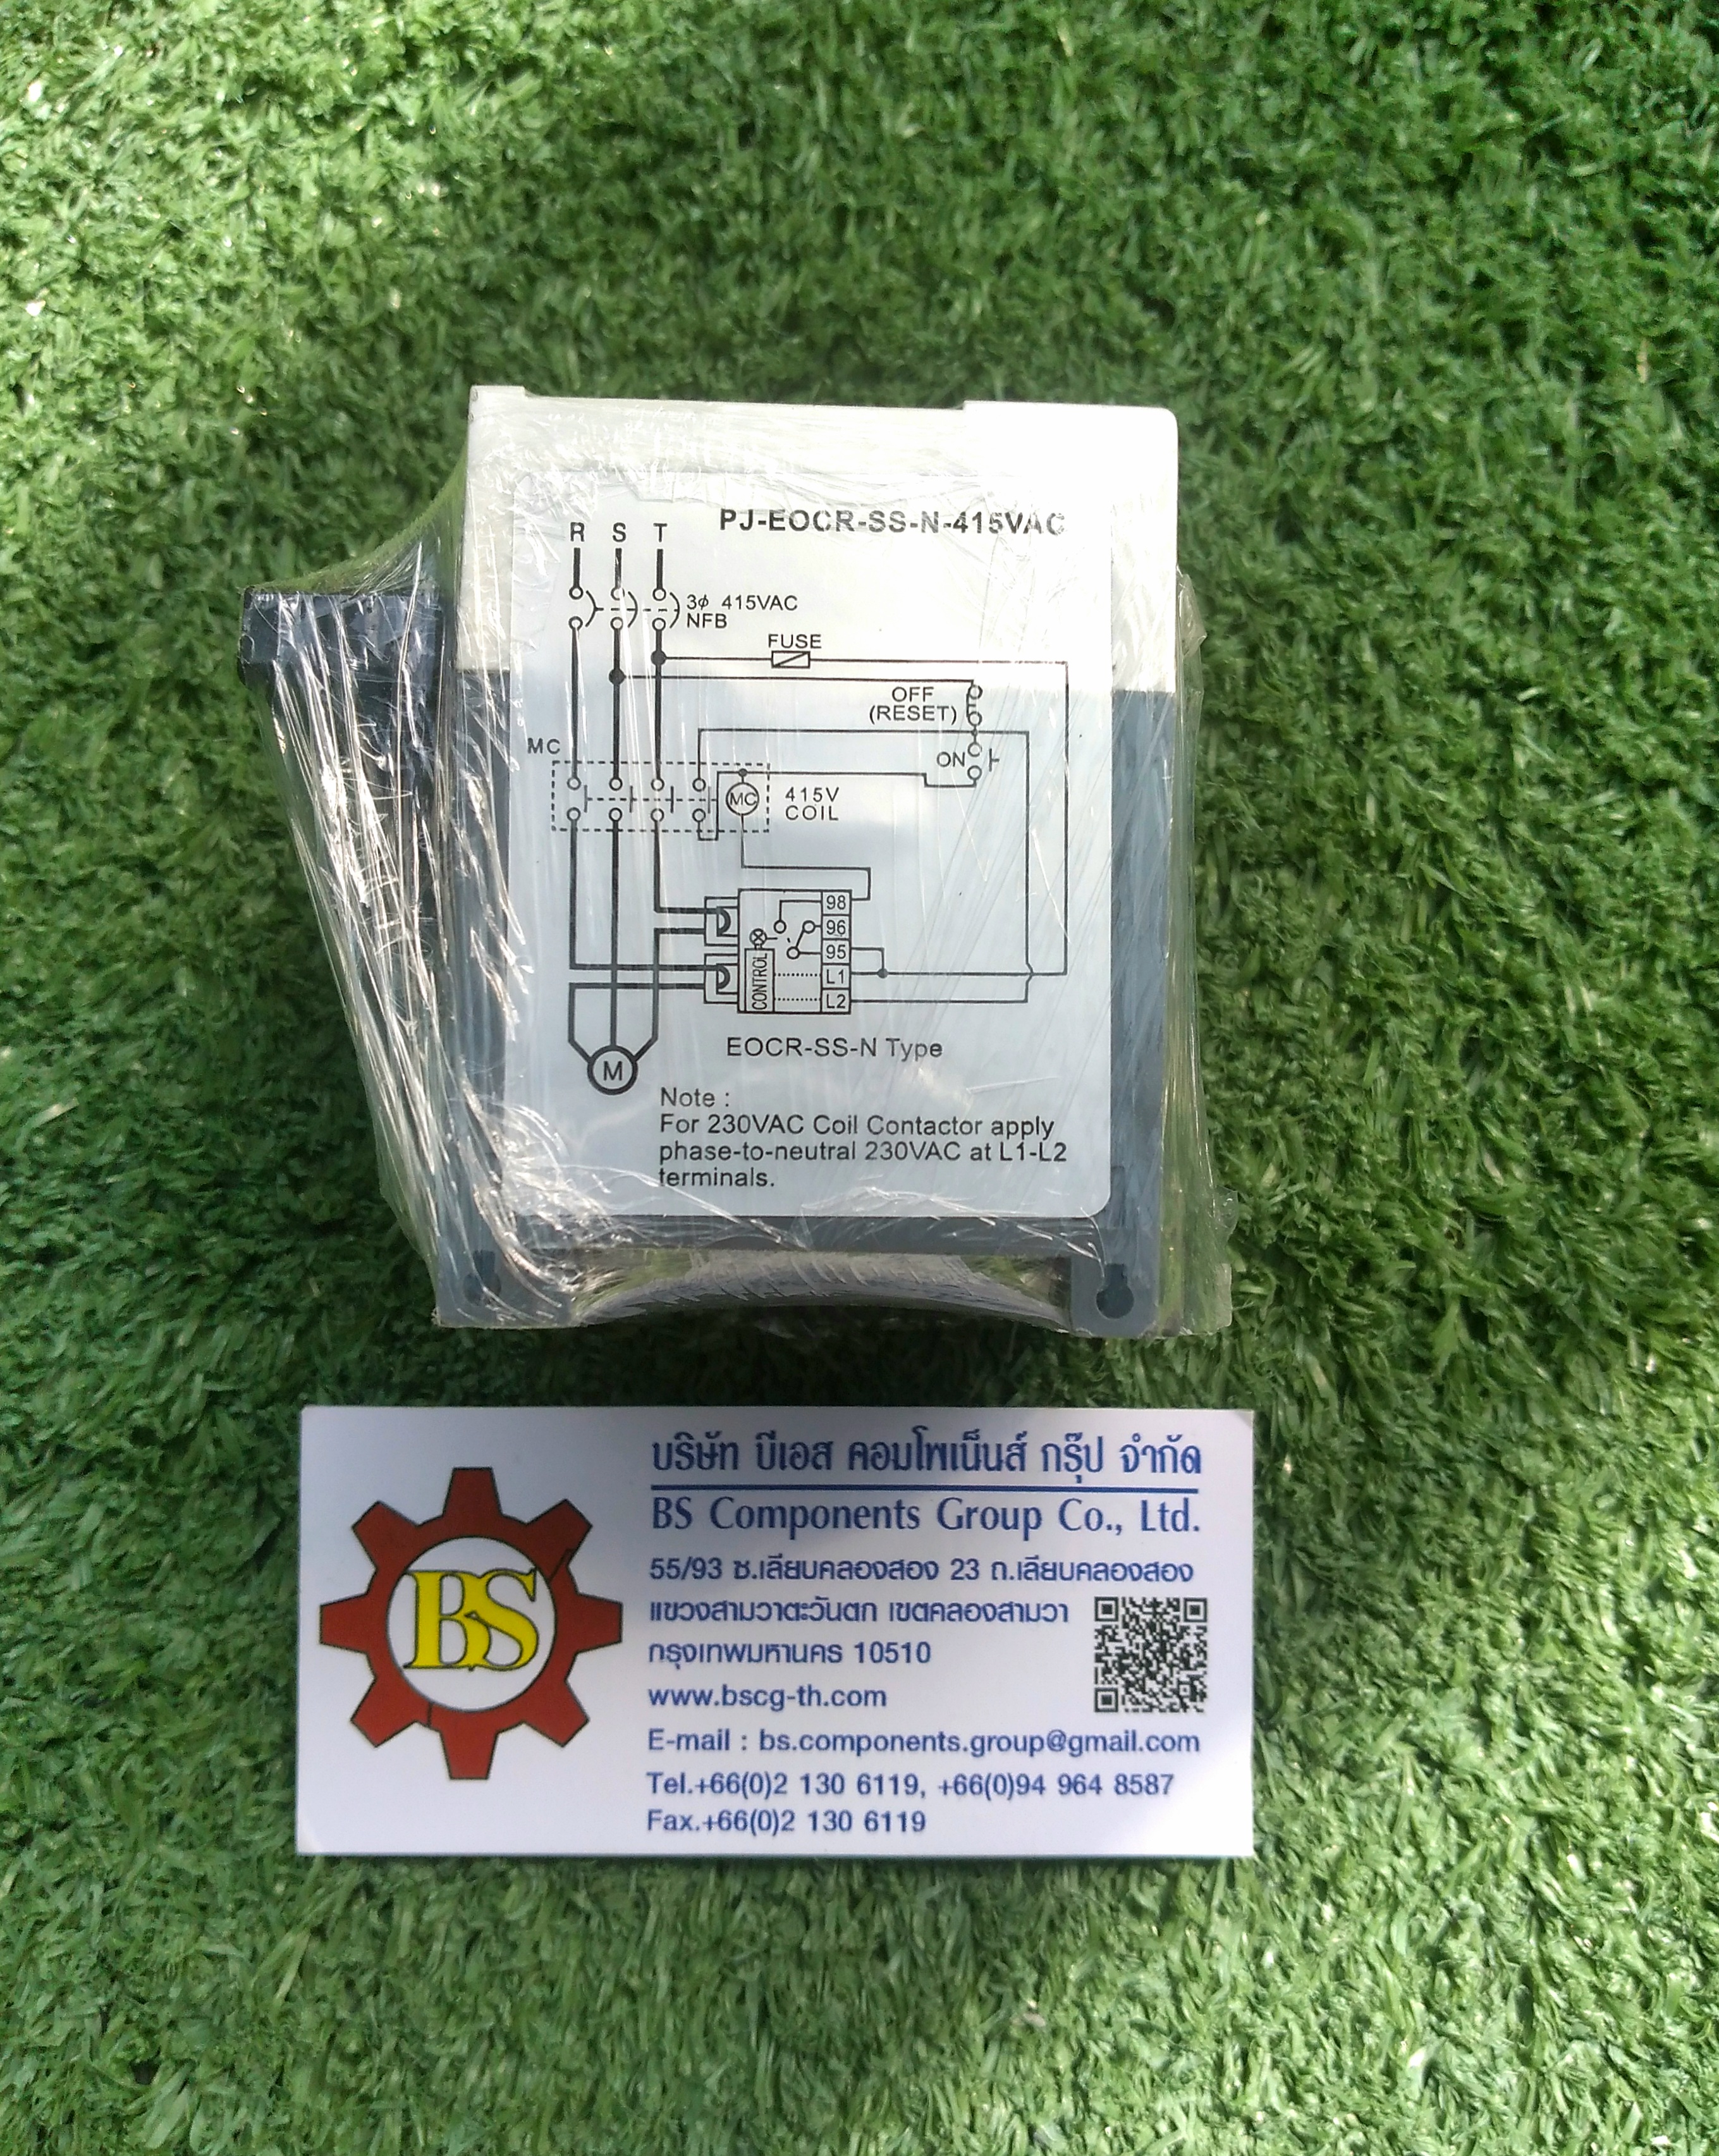 PJ-EOCR-SS-N-415VAC
R S T
3φ 415VAC
NFB
FUSE
OFF
(RESET)
ON
MC
MC
415V
COIL
98
96
95
L1
L2
CONTROL
EOCR-SS-N Type
M
Note :
For 230VAC Coil Contactor apply
phase-to-neutral 230VAC at L1-L2
terminals.
BS
บริษัท บีเอส คอมโพเน็นส์ กรุ๊ป จำกัด
BS Components Group Co., Ltd.
55/93 ซ.เลียบคลองสอง 23 ถ.เลียบคลองสอง
แขวงสามวาตะวันตก เขตคลองสามวา
กรุงเทพมหานคร 10510
www.bscg-th.com
E-mail : bs.components.group@gmail.com
Tel.+66(0)2 130 6119, +66(0)94 964 8587
Fax.+66(0)2 130 6119